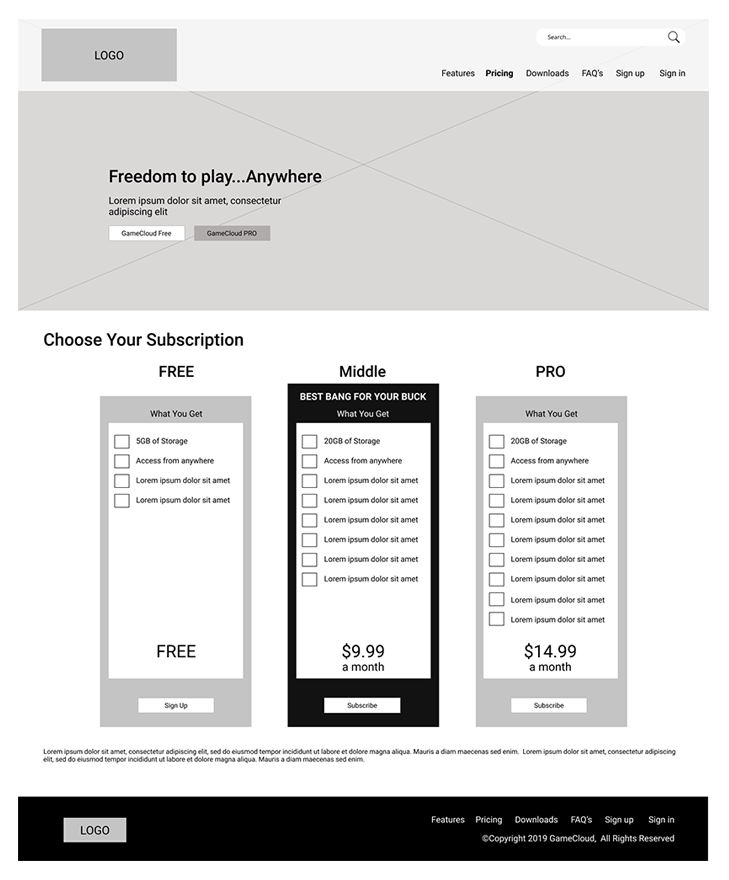 LOGO
Search...
Features Pricing Downloads FAQ's Sign up Sign in
Freedom to play...Anywhere
Lorem ipsum dolor sit amet, consectetur
adipiscing elit
GameCloud Free GameCloud PRO
Choose Your Subscription
FREE
What You Get
5GB of Storage
Access from anywhere
Lorem ipsum dolor sit amet
Lorem ipsum dolor sit amet
FREE
Sign Up
Middle
BEST BANG FOR YOUR BUCK
What You Get
20GB of Storage
Access from anywhere
Lorem ipsum dolor sit amet
Lorem ipsum dolor sit amet
Lorem ipsum dolor sit amet
Lorem ipsum dolor sit amet
Lorem ipsum dolor sit amet
Lorem ipsum dolor sit amet
$9.99
a month
Subscribe
PRO
What You Get
20GB of Storage
Access from anywhere
Lorem ipsum dolor sit amet
Lorem ipsum dolor sit amet
Lorem ipsum dolor sit amet
Lorem ipsum dolor sit amet
Lorem ipsum dolor sit amet
Lorem ipsum dolor sit amet
Lorem ipsum dolor sit amet
Lorem ipsum dolor sit amet
$14.99
a month
Subscribe
Lorem ipsum dolor sit amet, consectetur adipiscing elit, sed do eiusmod tempor incididunt ut labore et dolore magna aliqua. Mauris a diam maecenas sed enim. Lorem ipsum dolor sit amet, consectetur adipiscing
elit, sed do eiusmod tempor incididunt ut labore et dolore magna aliqua. Mauris a diam maecenas sed enim.
LOGO
Features Pricing Downloads FAQ's Sign up Sign in
©Copyright 2019 GameCloud, All Rights Reserved